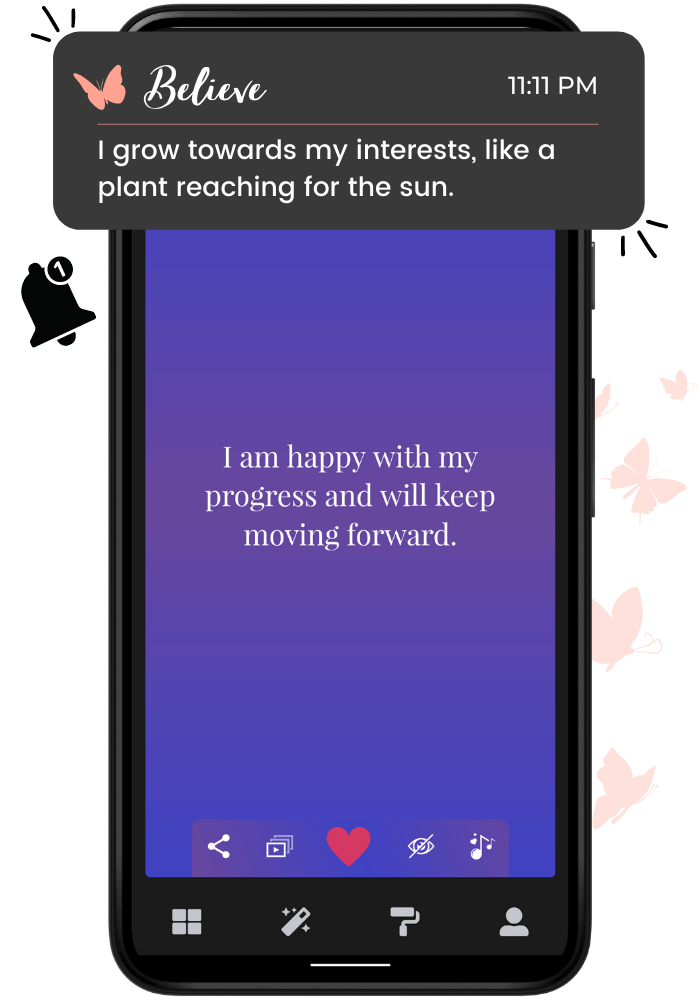 Believe
11:11 PM
I grow towards my interests, like a
plant reaching for the sun.
1
I am happy with my
progress and will keep
moving forward.